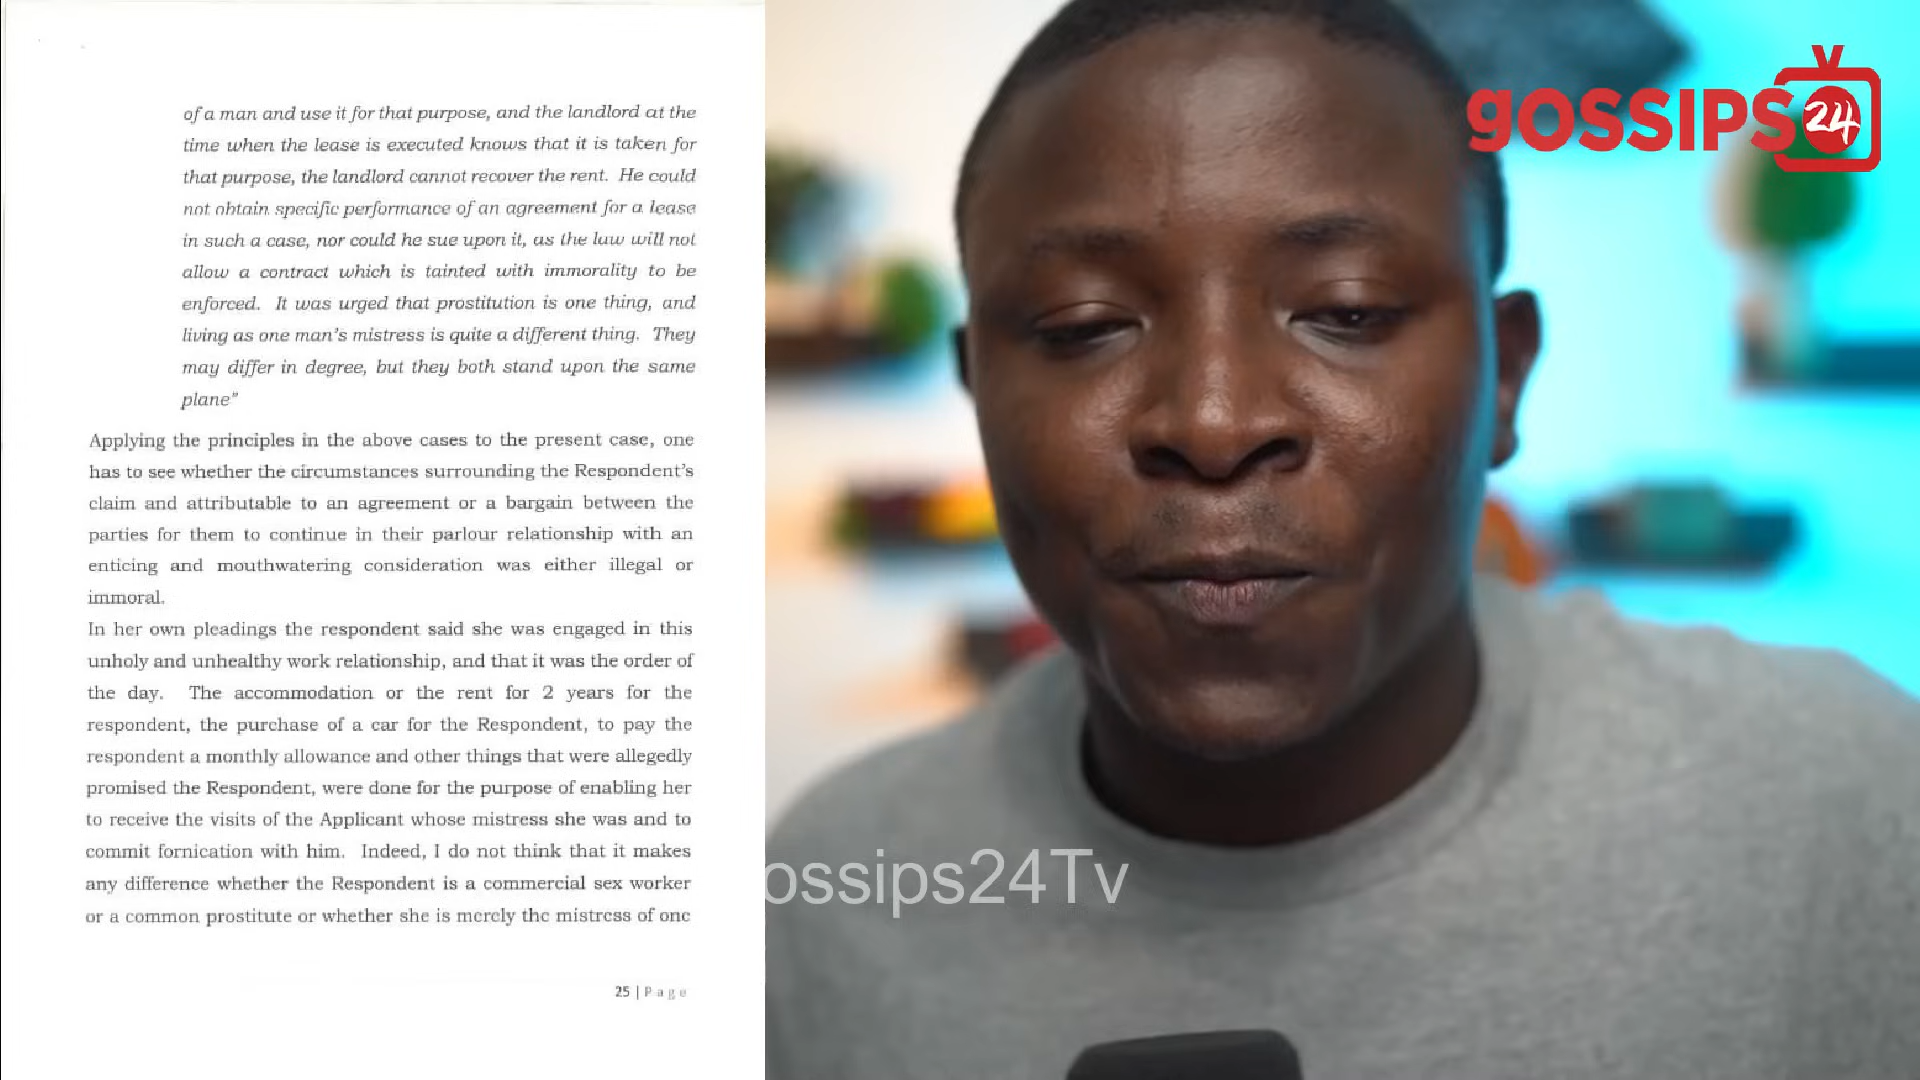 of a man and use it for that purpose, and the landlord at the
time when the lease is executed knows that it is taken for
that purpose, the landlord cannot recover the rent. He could
not obtain specific performance of an agreement for a lease
in such a case, nor could he sue upon it, as the law will not
allow a contract which is tainted with immorality to be
enforced. It was urged that prostitution is one thing, and
living as one man's mistress is quite a different thing. They
may differ in degree, but they both stand upon the same
plane"
Applying the principles in the above cases to the present case, one
has to see whether the circumstances surrounding the Respondent's
claim and attributable to an agreement or a bargain between the
parties for them to continue in their parlour relationship with an
enticing and mouthwatering consideration was either illegal or
immoral.
In her own pleadings the respondent said she was engaged in this
unholy and unhealthy work relationship, and that it was the order of
the day. The accommodation or the rent for 2 years for the
respondent, the purchase of a car for the Respondent, to pay the
respondent a monthly allowance and other things that were allegedly
promised the Respondent, were done for the purpose of enabling her
to receive the visits of the Applicant whose mistress she was and to
commit fornication with him. Indeed, I do not think that it makes
any difference whether the Respondent is a commercial sex worker
or a common prostitute or whether she is merely the mistress of one
25 | Page
gOSSIPS24
ossips24Tv